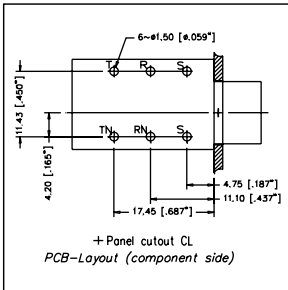 6~ø1,50 [ø.059"]
T R S
11,43 [.450"]
TN RN S
4.20 [.165"]
4.75 [.187"]
11,10 [.437"]
17,45 [.687"]
+ Panel cutout CL
PCB-Layout (component side)